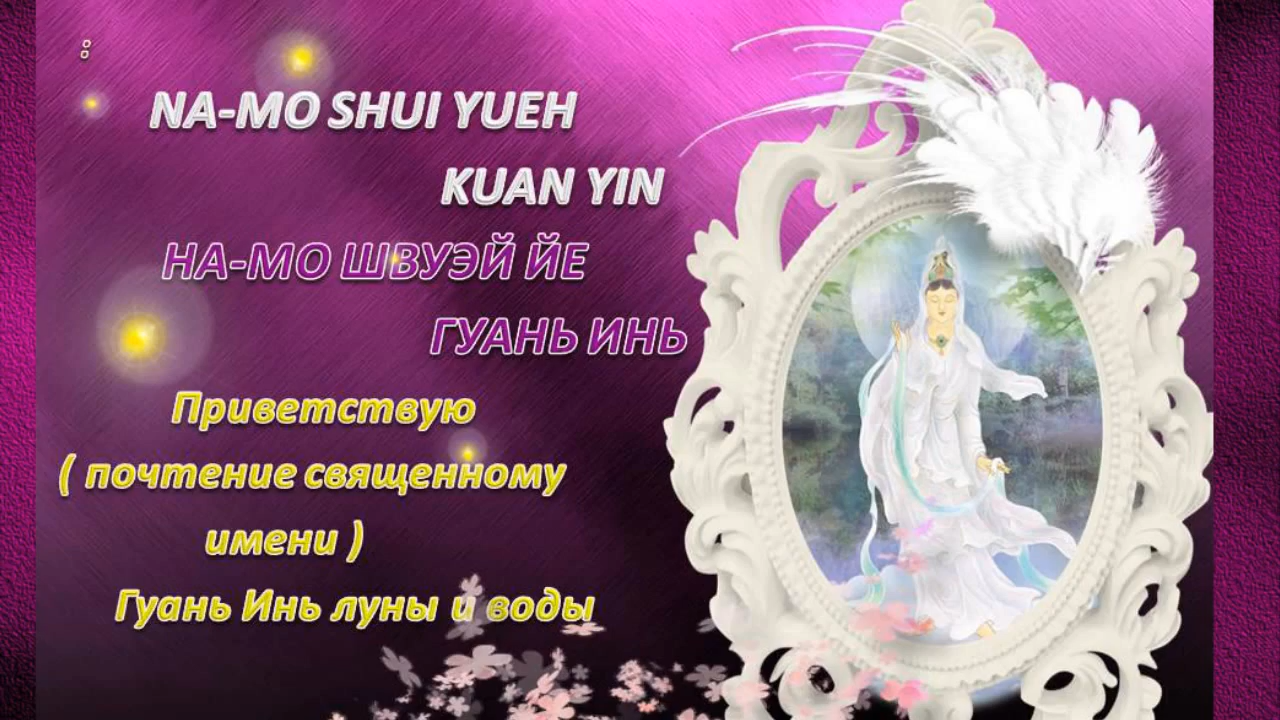 :
NA-MO SHUI YUEH
KUAN YIN
НА-МО ШВУЭЙ ЙЕ
ГУАНЬ ИНЬ
Приветствую
( почтение священному
имени )
Гуань Инь луны и воды